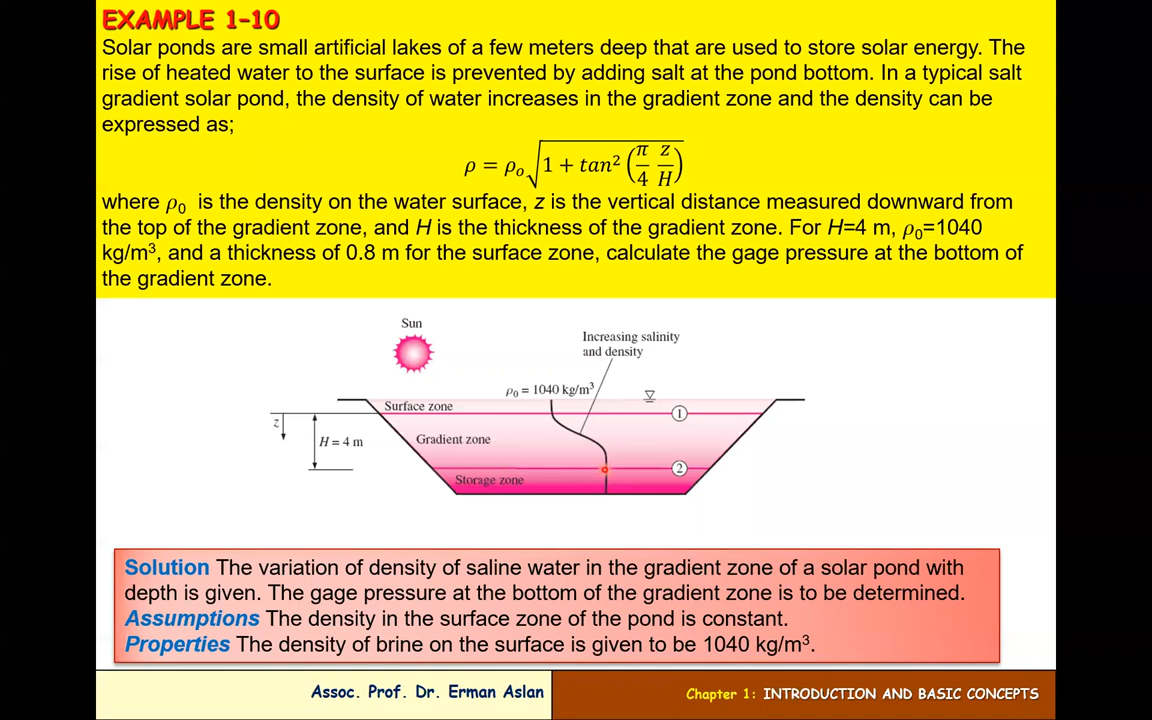 EXAMPLE 1-10
Solar ponds are small artificial lakes of a few meters deep that are used to store solar energy. The
rise of heated water to the surface is prevented by adding salt at the pond bottom. In a typical salt
gradient solar pond, the density of water increases in the gradient zone and the density can be
expressed as;
ρ = ρ₀√(1 + tan²(π/4 z/H))
where ρ₀ is the density on the water surface, z is the vertical distance measured downward from
the top of the gradient zone, and H is the thickness of the gradient zone. For H=4 m, ρ₀=1040
kg/m³, and a thickness of 0.8 m for the surface zone, calculate the gage pressure at the bottom of
the gradient zone.
Sun
Increasing salinity
and density
ρ₀ = 1040 kg/m³
Surface zone
1
z
H = 4 m
Gradient zone
2
Storage zone
Solution The variation of density of saline water in the gradient zone of a solar pond with
depth is given. The gage pressure at the bottom of the gradient zone is to be determined.
Assumptions The density in the surface zone of the pond is constant.
Properties The density of brine on the surface is given to be 1040 kg/m³.
Assoc. Prof. Dr. Erman Aslan
Chapter 1: INTRODUCTION AND BASIC CONCEPTS